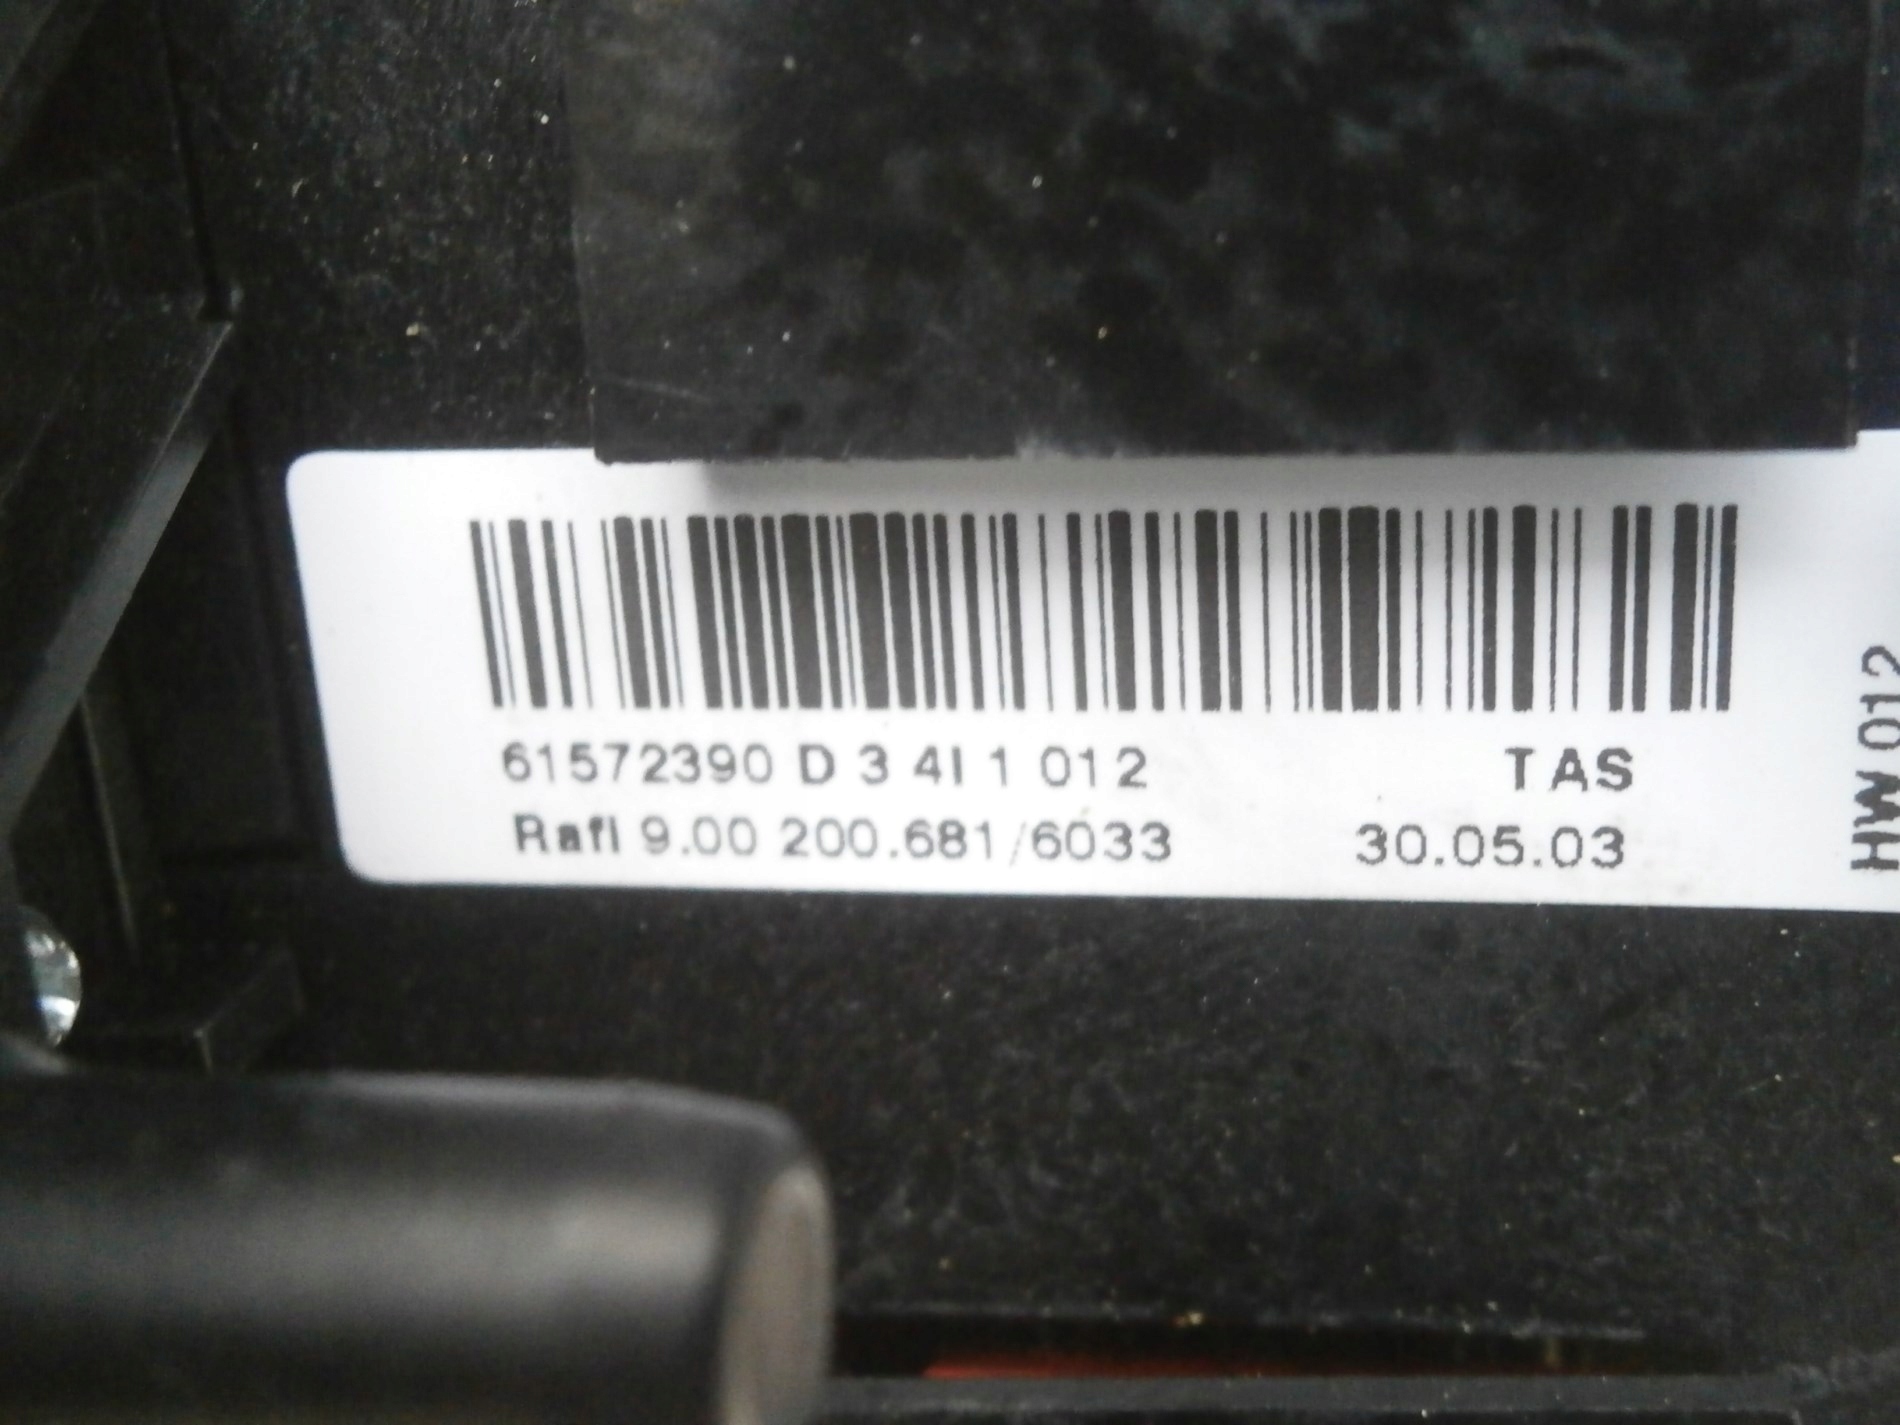 61572390 D 3 4I 1 012 TAS
Rafi 9.00 200.681/6033 30.05.03
HW 012